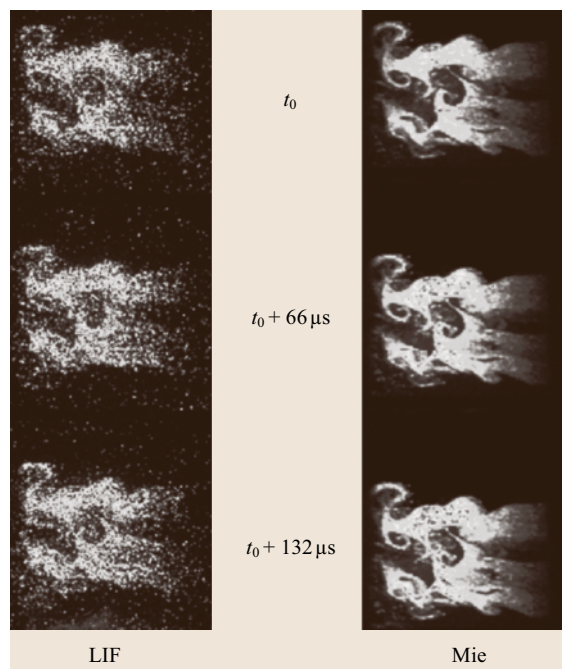 t₀
t₀ + 66 µs
t₀ + 132 µs
LIF
Mie